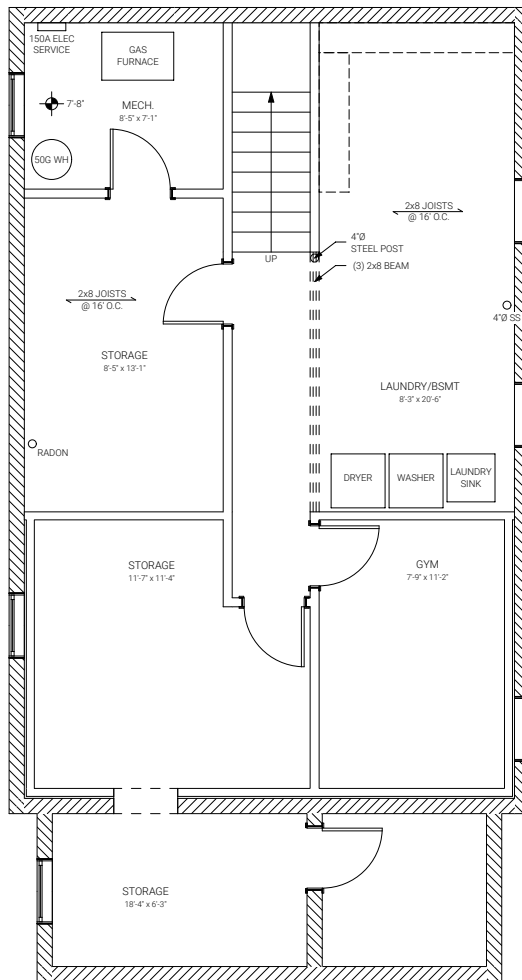 150A ELEC
SERVICE
GAS
FURNACE
7'-8"
MECH.
8'-5" x 7'-1"
50G WH
2x8 JOISTS
@ 16' O.C.
4"Ø
STEEL POST
UP
(3) 2x8 BEAM
2x8 JOISTS
@ 16' O.C.
4"Ø SS
STORAGE
8'-5" x 13'-1"
LAUNDRY/BSMT
8'-3" x 20'-6"
RADON
DRYER
WASHER
LAUNDRY
SINK
STORAGE
11'-7" x 11'-4"
GYM
7'-9" x 11'-2"
STORAGE
18'-4" x 6'-3"